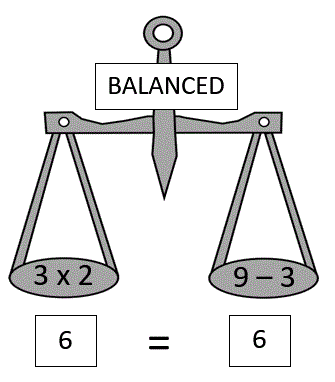 BALANCED
3 x 2 9 – 3
6 = 6